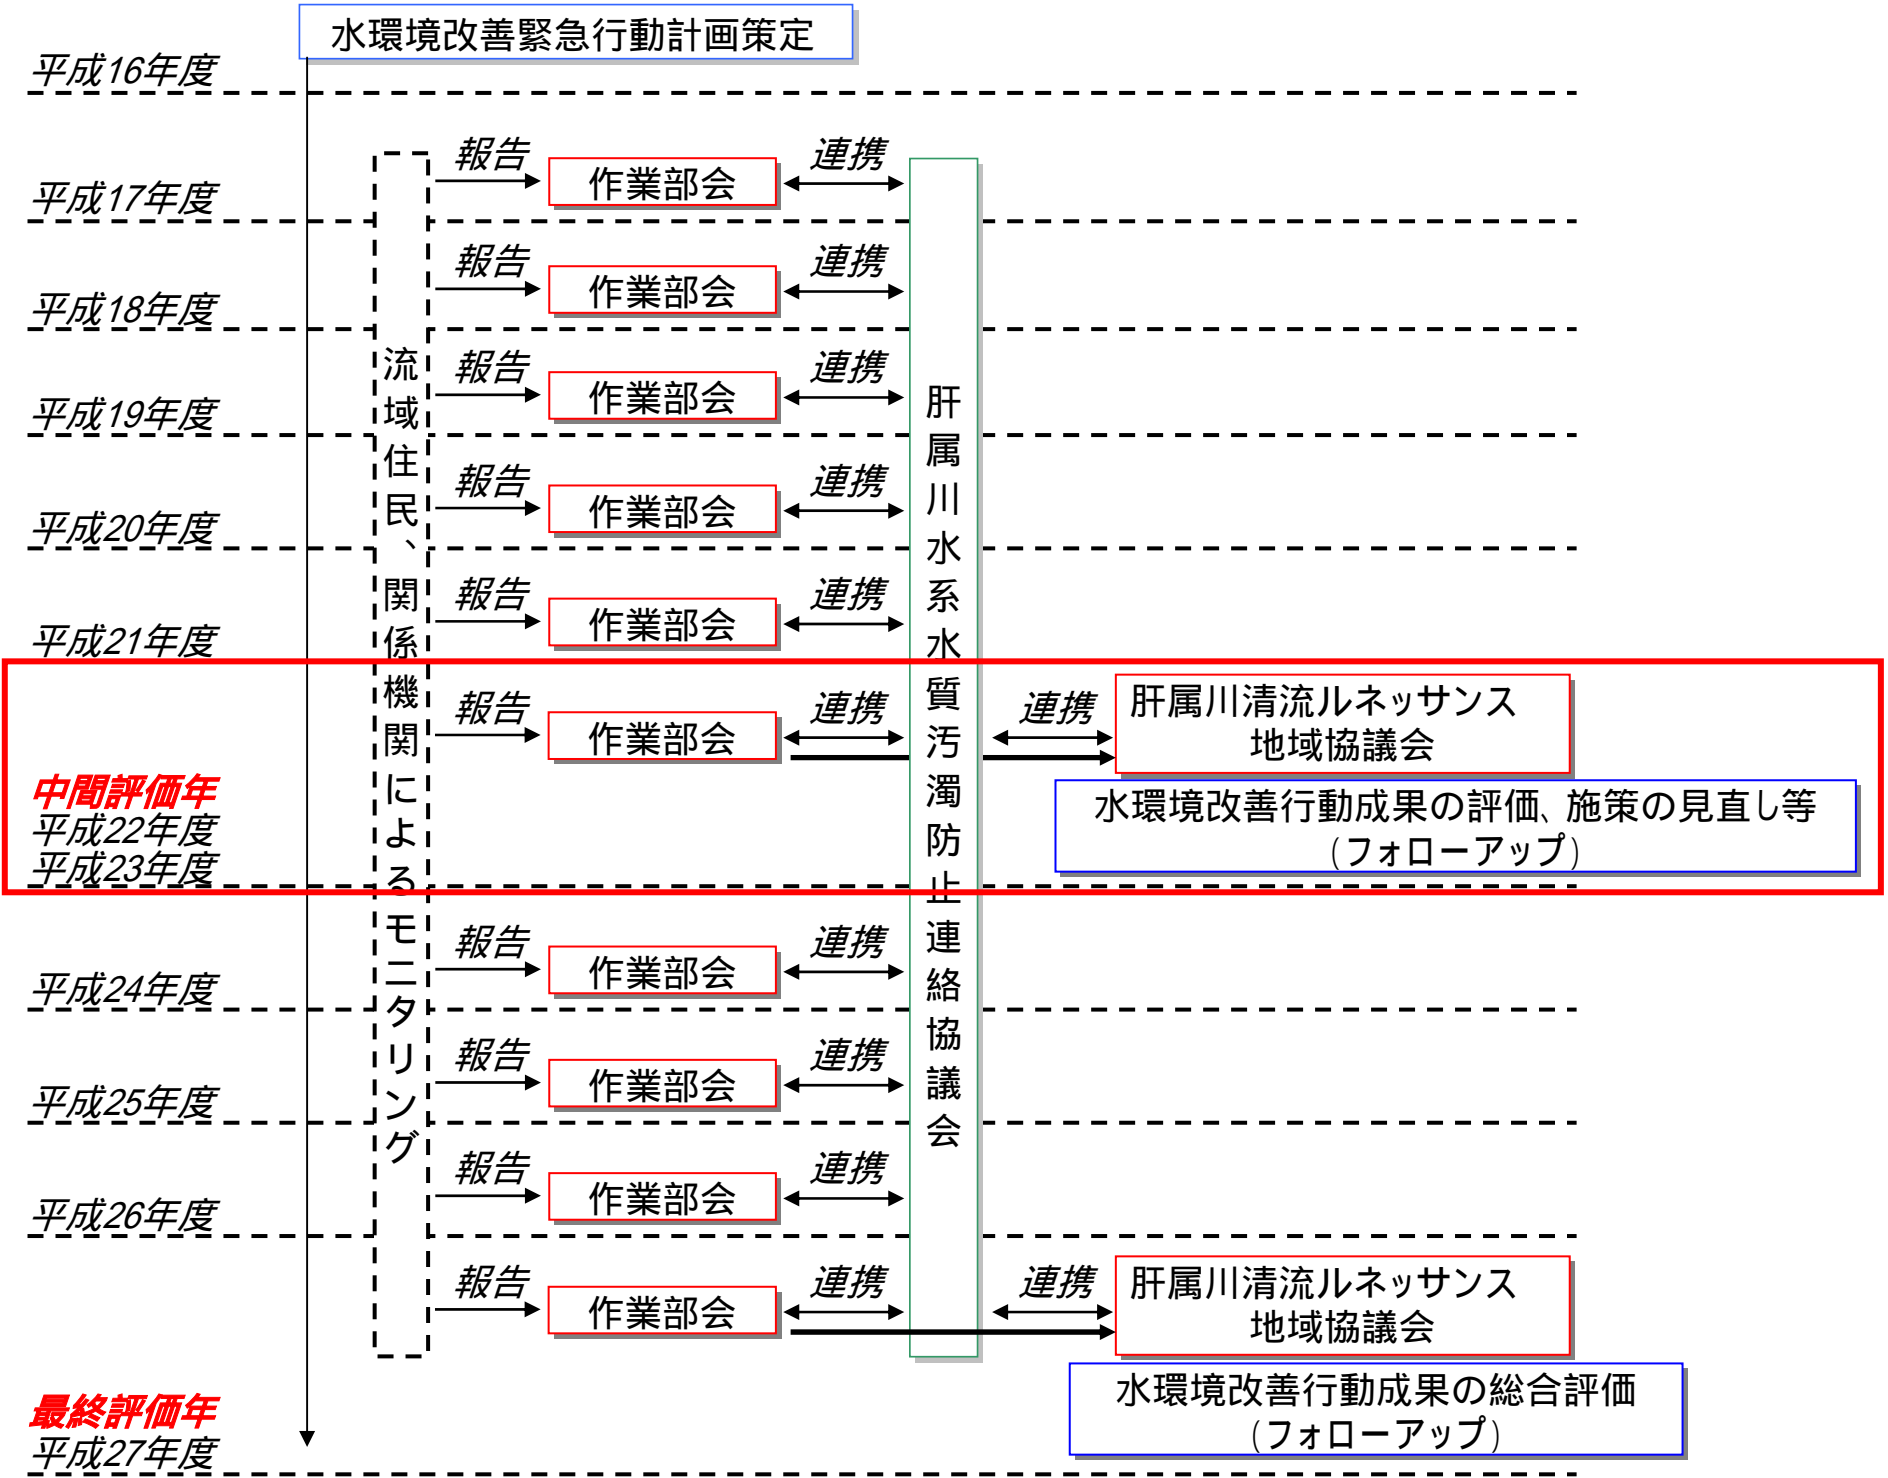 水環境改善緊急行動計画策定
平成16年度
報告
作業部会
連携
平成17年度
報告
作業部会
連携
平成18年度
報告
作業部会
連携
平成19年度
報告
作業部会
連携
平成20年度
報告
作業部会
連携
平成21年度
流域住民、関係機関によるモニタリング
肝属川水系水質汚濁防止連絡協議会
報告
作業部会
連携
連携
肝属川清流ルネッサンス
地域協議会
水環境改善行動成果の評価、施策の見直し等
(フォローアップ)
中間評価年
平成22年度
平成23年度
報告
作業部会
連携
平成24年度
報告
作業部会
連携
平成25年度
報告
作業部会
連携
平成26年度
報告
作業部会
連携
連携
肝属川清流ルネッサンス
地域協議会
水環境改善行動成果の総合評価
(フォローアップ)
最終評価年
平成27年度